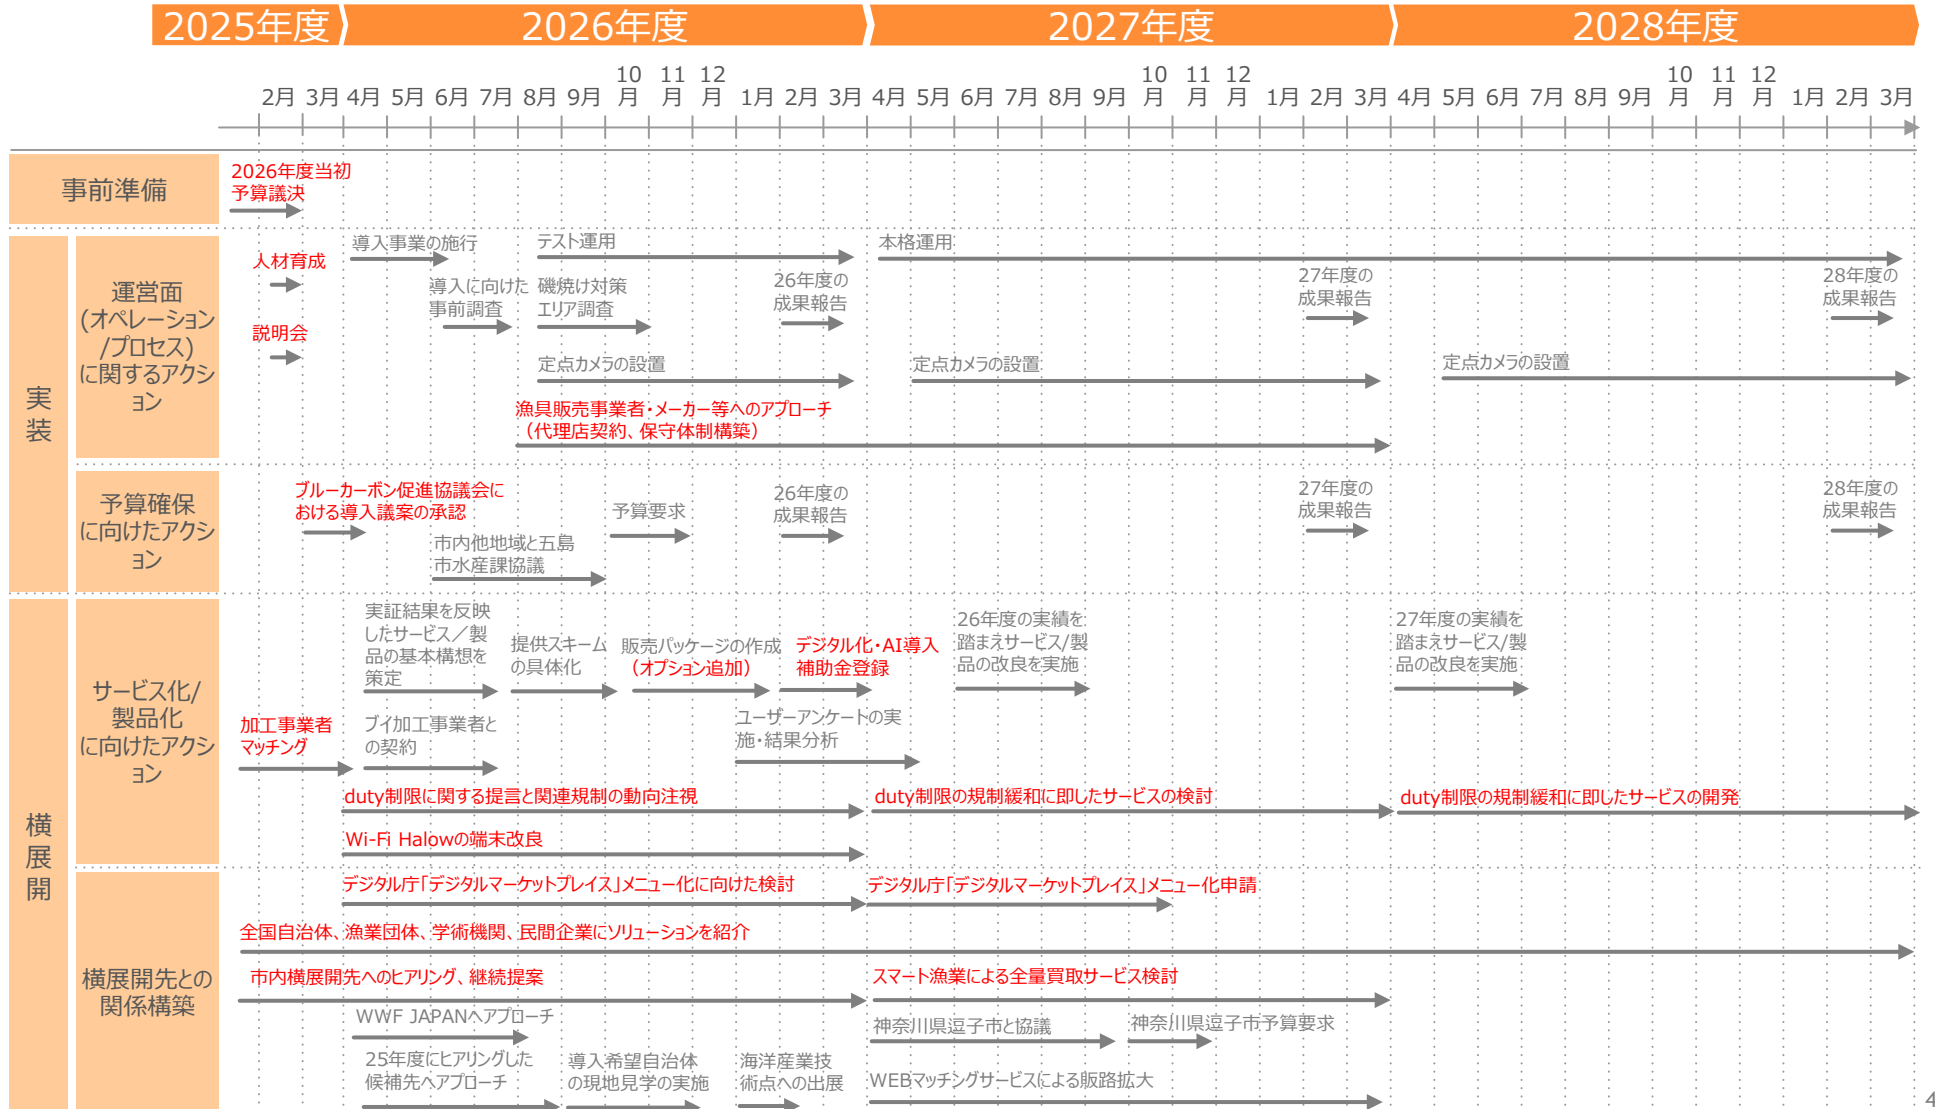 2025年度
2026年度
2027年度
2028年度
2月 3月 4月 5月 6月 7月 8月 9月 10月 11月 12月 1月 2月 3月 4月 5月 6月 7月 8月 9月 10月 11月 12月 1月 2月 3月 4月 5月 6月 7月 8月 9月 10月 11月 12月 1月 2月 3月
事前準備
2026年度当初
予算議決
実装
運営面
(オペレーション
/プロセス)
に関するアクシ
ョン
人材育成
説明会
導入事業の施行
導入に向けた
事前調査
テスト運用
磯焼け対策
エリア調査
26年度の
成果報告
本格運用
27年度の
成果報告
28年度の
成果報告
定点カメラの設置
定点カメラの設置
定点カメラの設置
漁具販売事業者・メーカー等へのアプローチ
（代理店契約、保守体制構築）
予算確保
に向けたアクシ
ョン
ブルーカーボン促進協議会に
おける導入議案の承認
市内他地域と五島
市水産課協議
予算要求
26年度の
成果報告
27年度の
成果報告
28年度の
成果報告
横展開
サービス化/
製品化
に向けたアクシ
ョン
実証結果を反映
したサービス／製
品の基本構想を
策定
提供スキーム
の具体化
販売パッケージの作成
（オプション追加）
デジタル化・AI導入
補助金登録
26年度の実績を
踏まえサービス/製
品の改良を実施
27年度の実績を
踏まえサービス/製
品の改良を実施
加工事業者
マッチング
ブイ加工事業者と
の契約
ユーザーアンケートの実
施・結果分析
duty制限に関する提言と関連規制の動向注視
duty制限の規制緩和に即したサービスの検討
duty制限の規制緩和に即したサービスの開発
Wi-Fi Halowの端末改良
横展開先との
関係構築
デジタル庁「デジタルマーケットプレイス」メニュー化に向けた検討
デジタル庁「デジタルマーケットプレイス」メニュー化申請
全国自治体、漁業団体、学術機関、民間企業にソリューションを紹介
市内横展開先へのヒアリング、継続提案
スマート漁業による全量買取サービス検討
WWF JAPANへアプローチ
神奈川県逗子市と協議
神奈川県逗子市予算要求
25年度にヒアリングした
候補先へアプローチ
導入希望自治体
の現地見学の実施
海洋産業技
術点への出展
WEBマッチングサービスによる販路拡大
4